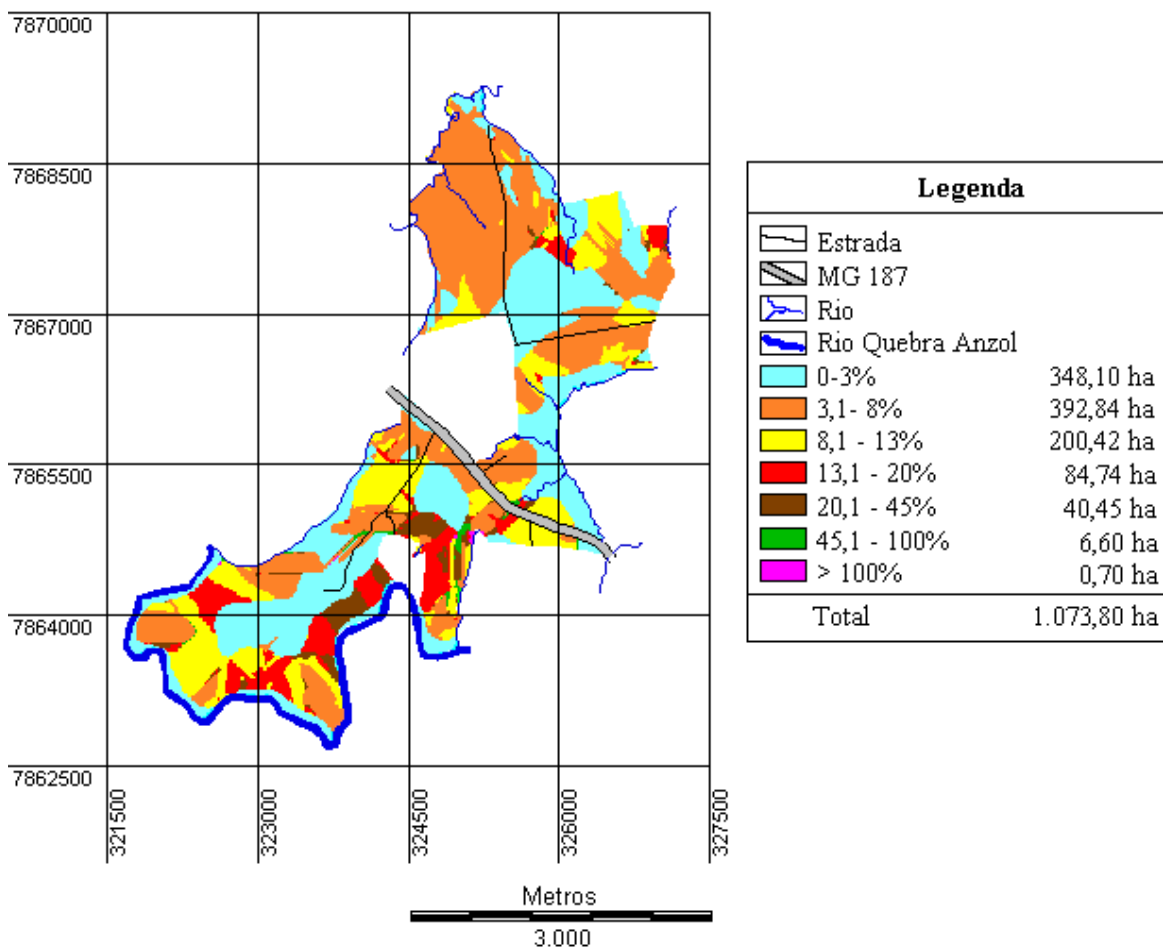 7870000
7868500
7867000
7865500
7864000
7862500
321500
323000
324500
326000
327500
Metros
3.000
Legenda
Estrada
MG 187
Rio
Rio Quebra Anzol
0-3% 348,10 ha
3,1- 8% 392,84 ha
8,1 - 13% 200,42 ha
13,1 - 20% 84,74 ha
20,1 - 45% 40,45 ha
45,1 - 100% 6,60 ha
> 100% 0,70 ha
Total 1.073,80 ha